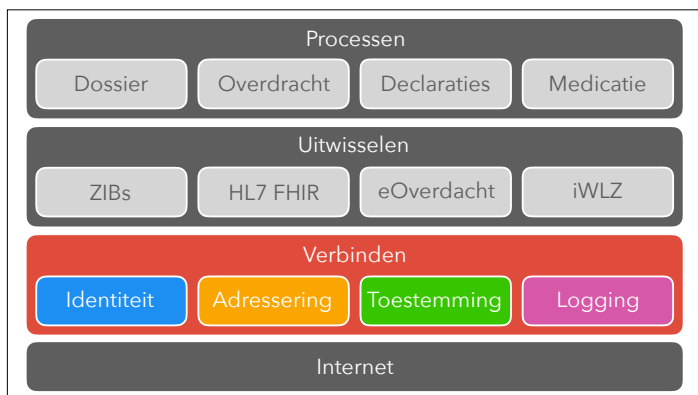 Processen
Dossier Overdracht Declaraties Medicatie
Uitwisselen
ZIBs HL7 FHIR eOverdacht iWLZ
Verbinden
Identiteit Adressering Toestemming Logging
Internet